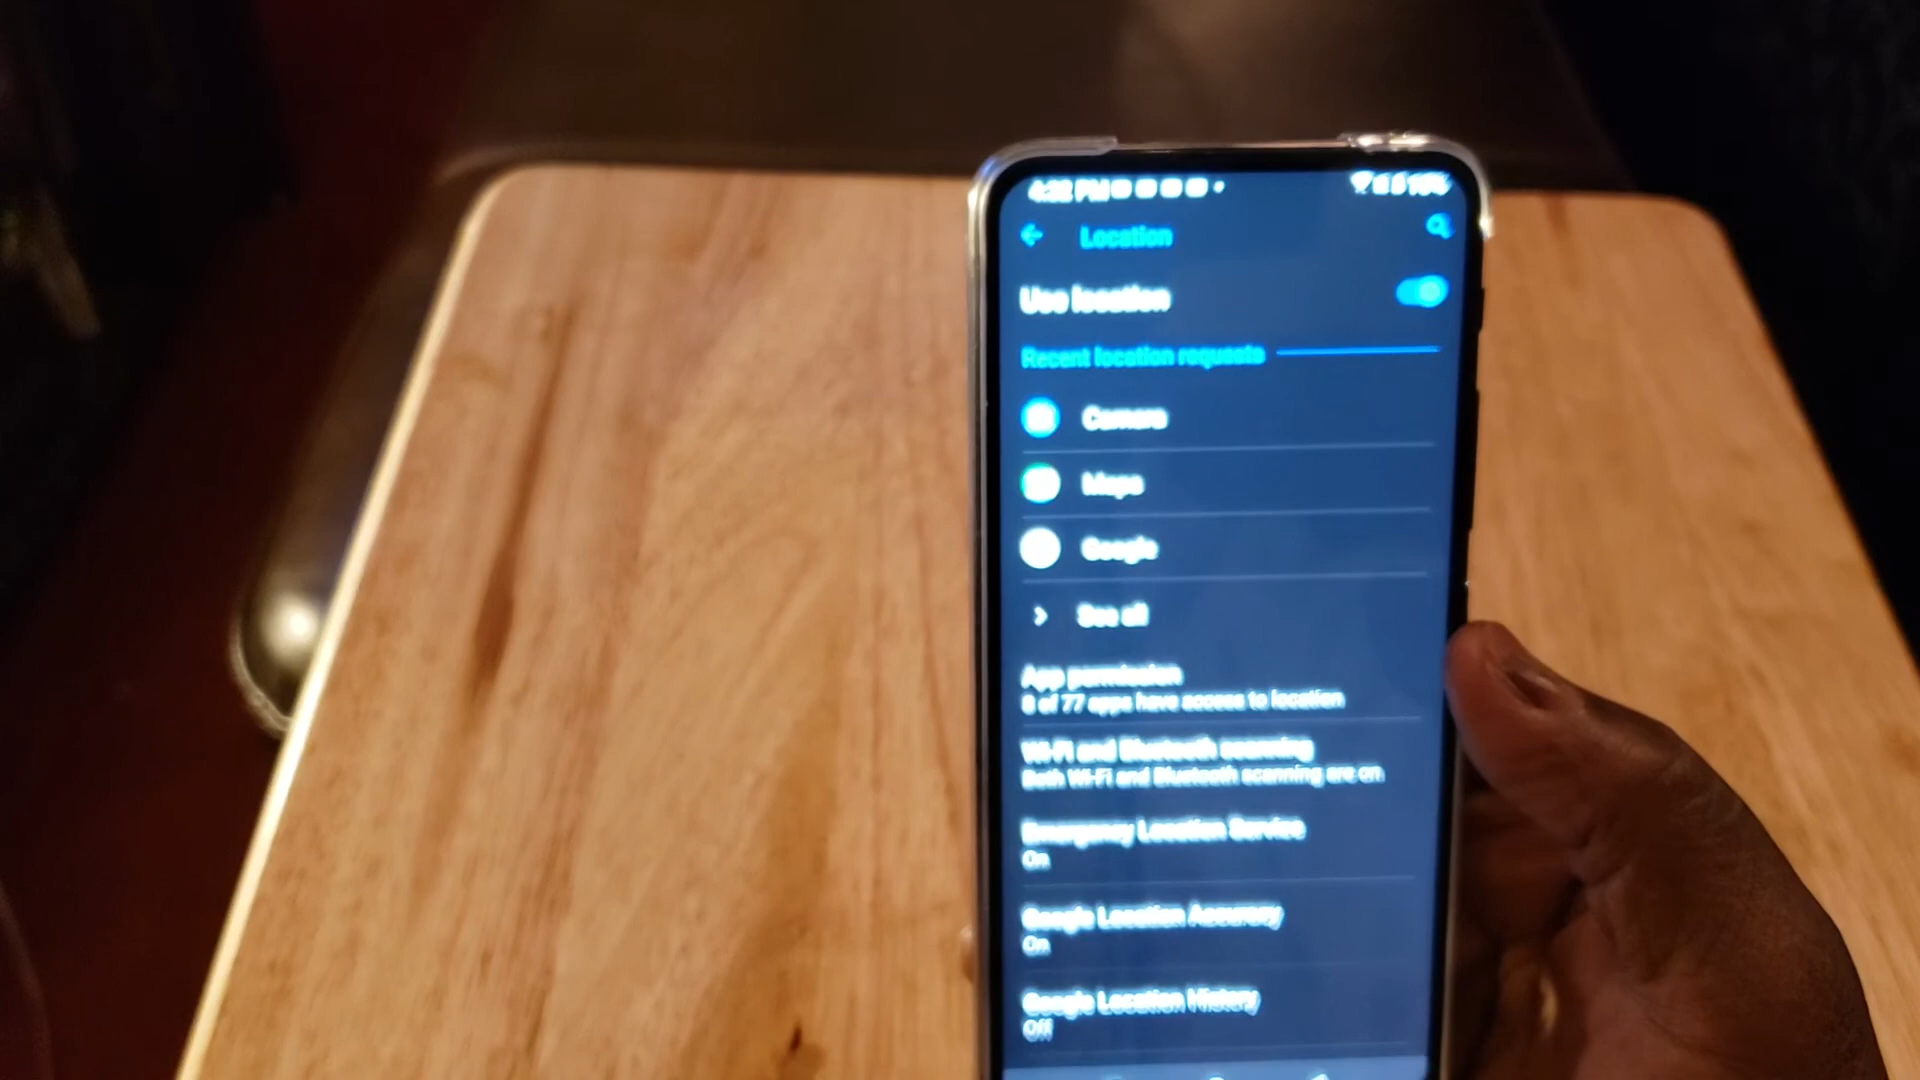 Location
Use location
Recent location requests
Camera
Maps
Google
See all
App permission
8 of 77 apps have access to location
Wi-Fi and Bluetooth scanning
Both Wi-Fi and Bluetooth scanning are on
Emergency Location Service
On
Google Location Accuracy
On
Google Location History
Off